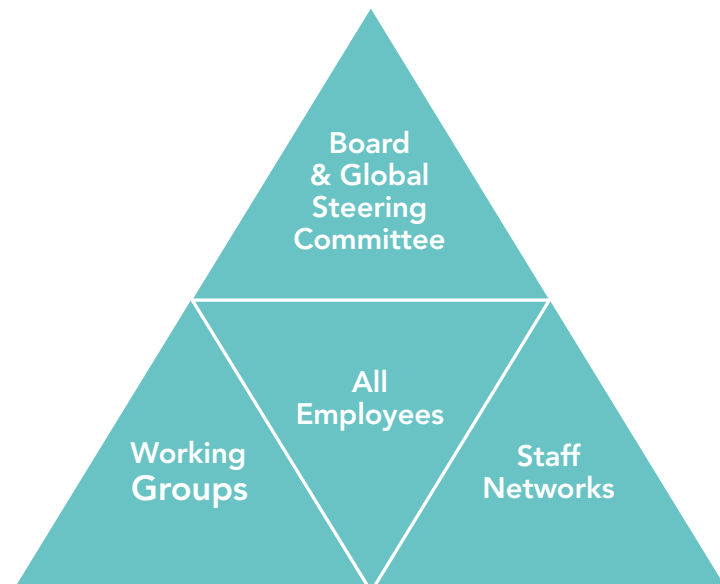 Board
& Global
Steering
Committee
All
Employees
Working
Groups
Staff
Networks